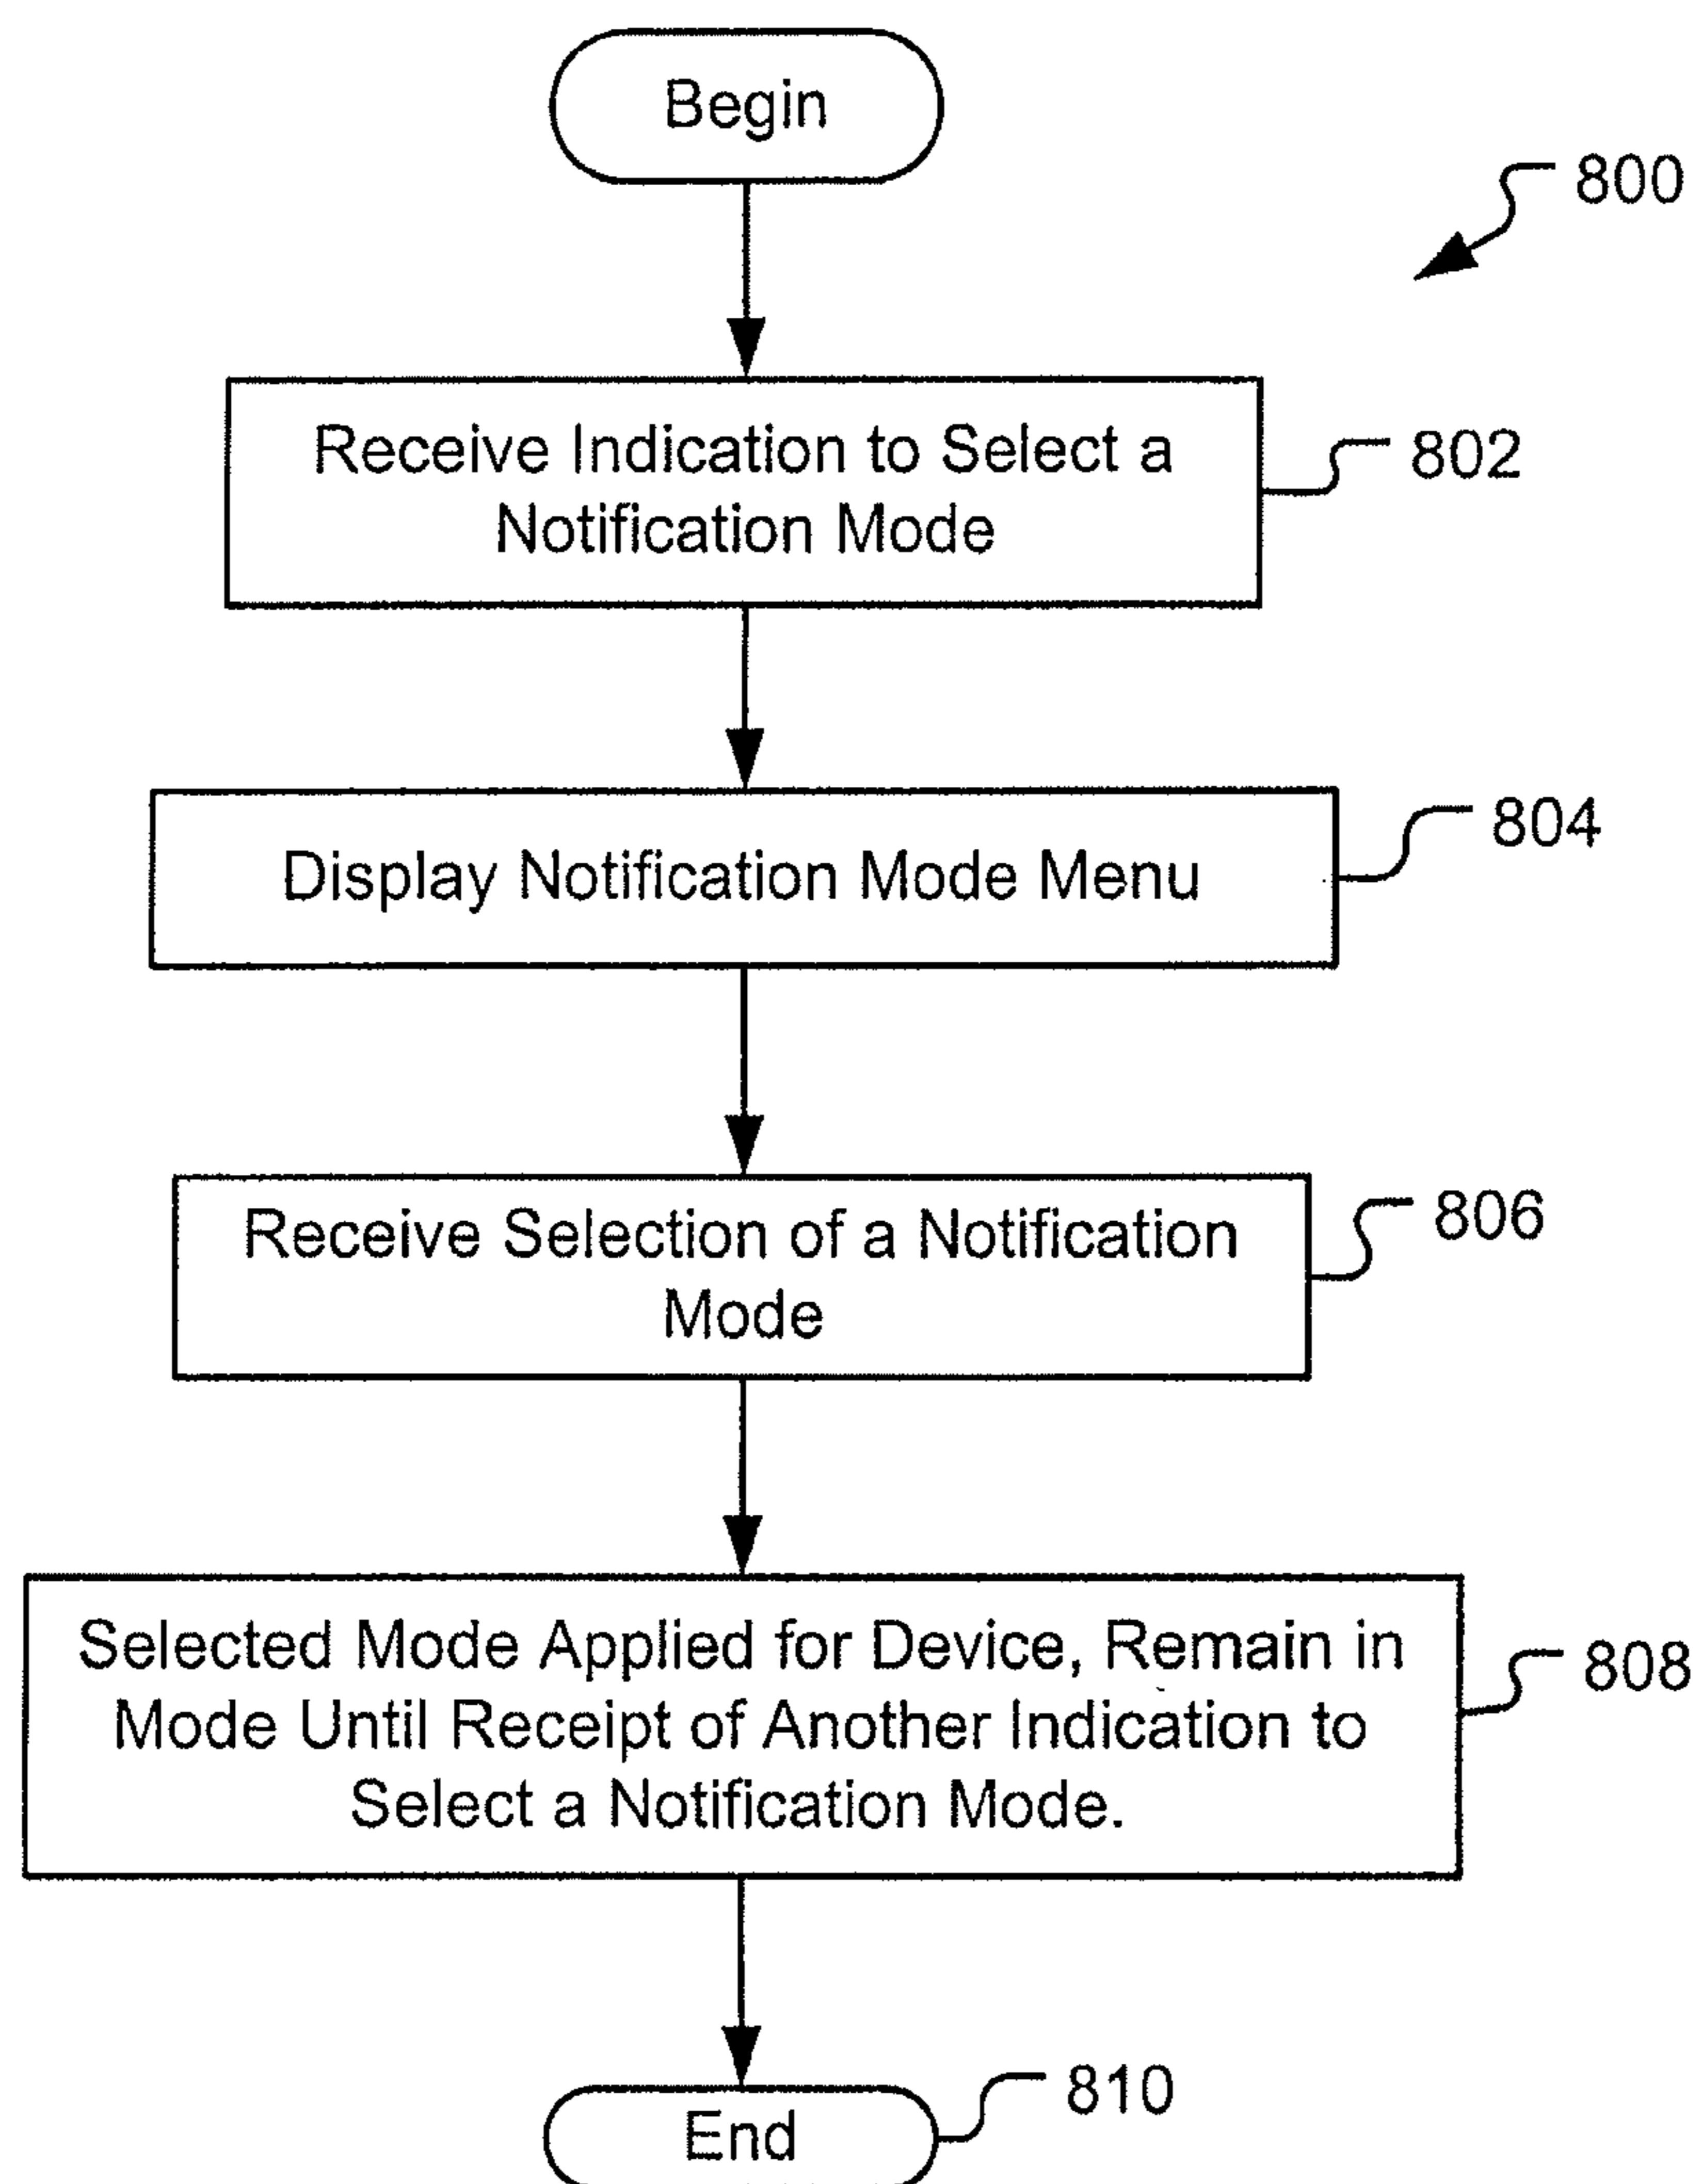 Begin
800
Receive Indication to Select a
Notification Mode
802
Display Notification Mode Menu
804
Receive Selection of a Notification
Mode
806
Selected Mode Applied for Device, Remain in
Mode Until Receipt of Another Indication to
Select a Notification Mode.
808
End
810